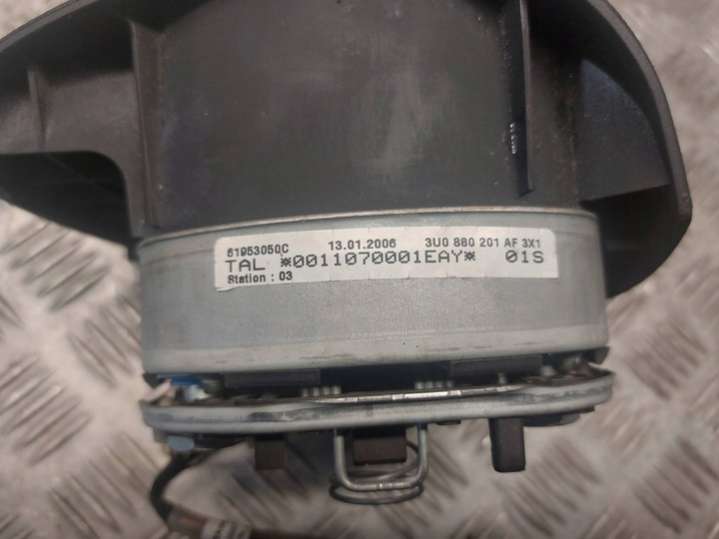 61953050C 13.01.2006 3U0 880 201 AF 3X1
TAL *0011070001EAY* 01S
Station : 03